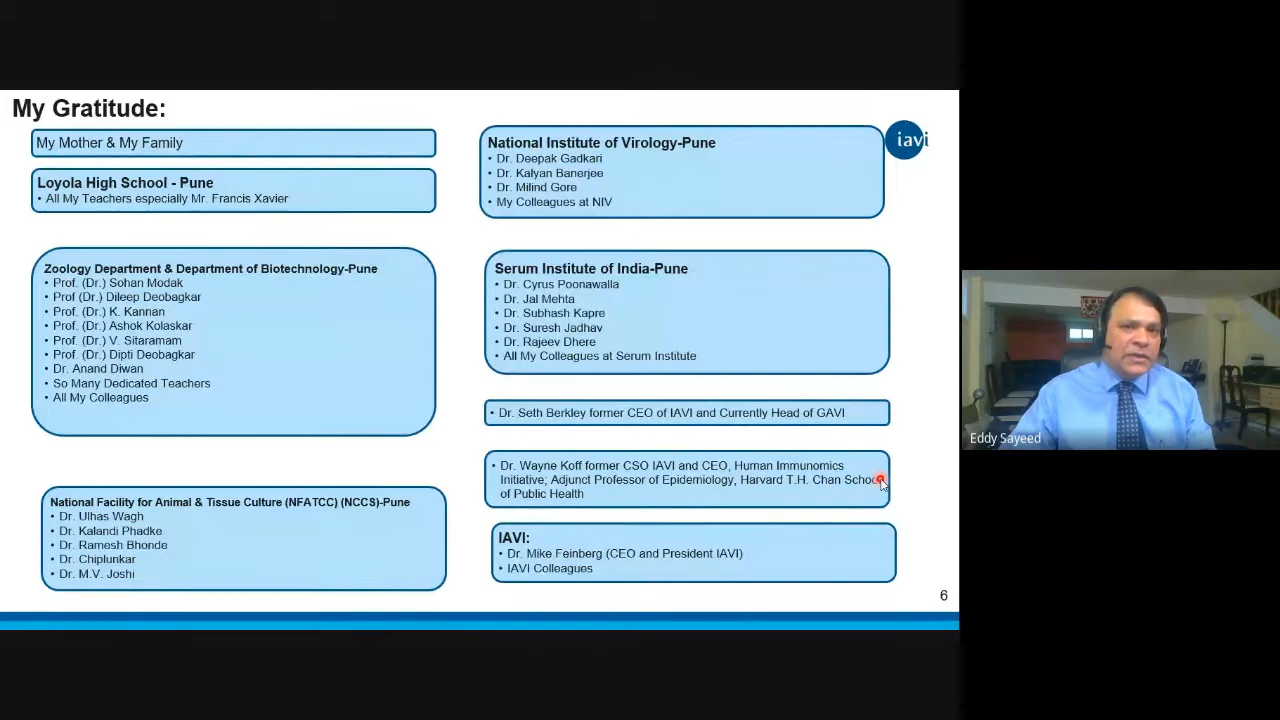 My Gratitude:
My Mother & My Family
Loyola High School - Pune
• All My Teachers especially Mr. Francis Xavier
Zoology Department & Department of Biotechnology-Pune
• Prof. (Dr.) Sohan Modak
• Prof (Dr.) Dileep Deobagkar
• Prof. (Dr.) K. Kannan
• Prof. (Dr.) Ashok Kolaskar
• Prof. (Dr.) V. Sitaramam
• Prof. (Dr.) Dipti Deobagkar
• Dr. Anand Diwan
• So Many Dedicated Teachers
• All My Colleagues
National Facility for Animal & Tissue Culture (NFATCC) (NCCS)-Pune
• Dr. Ulhas Wagh
• Dr. Kalandi Phadke
• Dr. Ramesh Bhonde
• Dr. Chiplunkar
• Dr. M.V. Joshi
National Institute of Virology-Pune
• Dr. Deepak Gadkari
• Dr. Kalyan Banerjee
• Dr. Milind Gore
• My Colleagues at NIV
iavi
Serum Institute of India-Pune
• Dr. Cyrus Poonawalla
• Dr. Jal Mehta
• Dr. Subhash Kapre
• Dr. Suresh Jadhav
• Dr. Rajeev Dhere
• All My Colleagues at Serum Institute
• Dr. Seth Berkley former CEO of IAVI and Currently Head of GAVI
• Dr. Wayne Koff former CSO IAVI and CEO, Human Immunomics
Initiative; Adjunct Professor of Epidemiology, Harvard T.H. Chan School
of Public Health
IAVI:
• Dr. Mike Feinberg (CEO and President IAVI)
• IAVI Colleagues
6
Eddy Sayeed